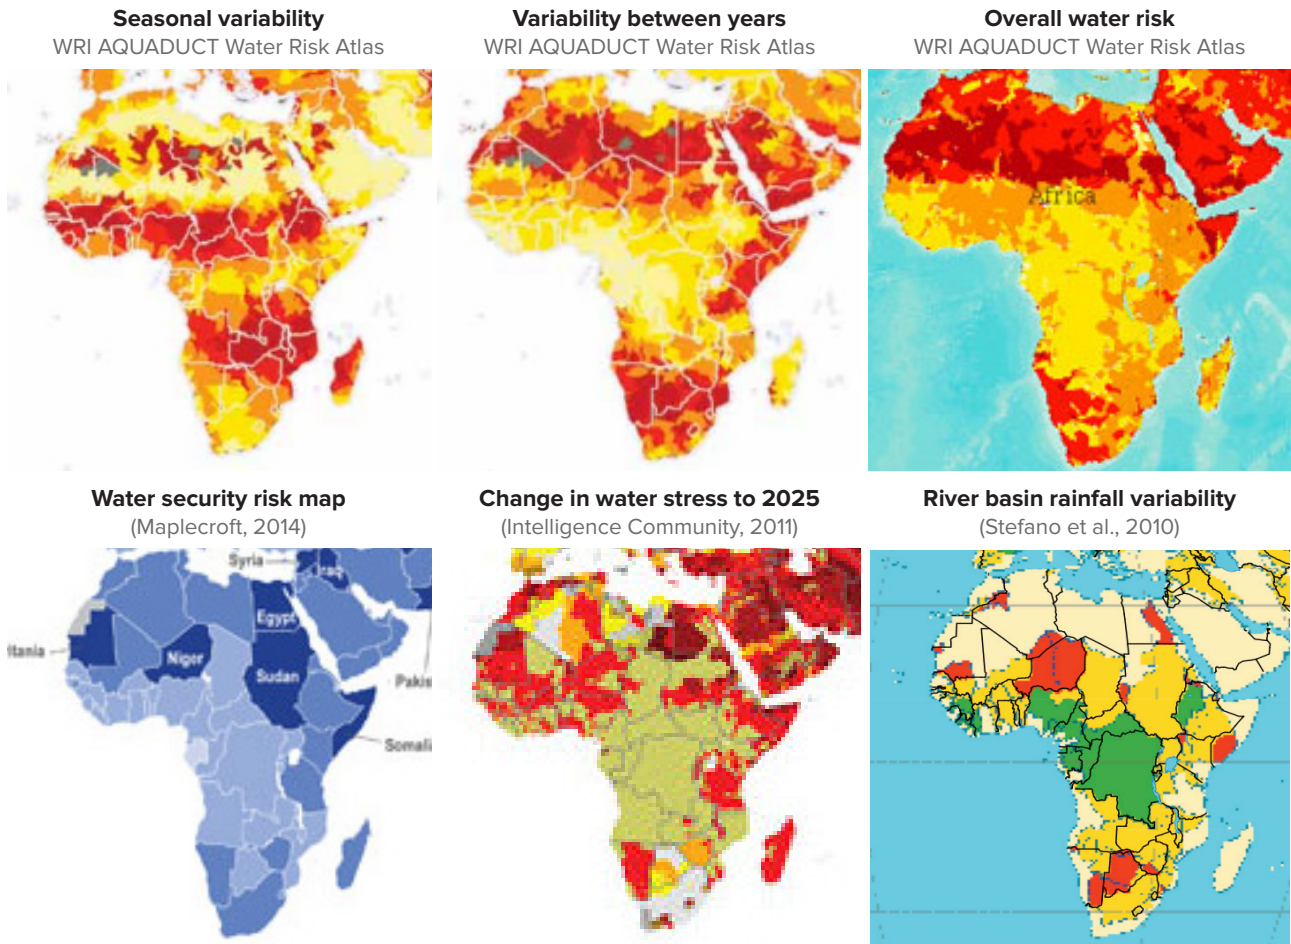 Seasonal variability
WRI AQUADUCT Water Risk Atlas
Variability between years
WRI AQUADUCT Water Risk Atlas
Overall water risk
WRI AQUADUCT Water Risk Atlas
Africa
Water security risk map
(Maplecroft, 2014)
Change in water stress to 2025
(Intelligence Community, 2011)
River basin rainfall variability
(Stefano et al., 2010)
Syria
Iraq
Egypt
itania
Niger
Sudan
Pakis
Somali